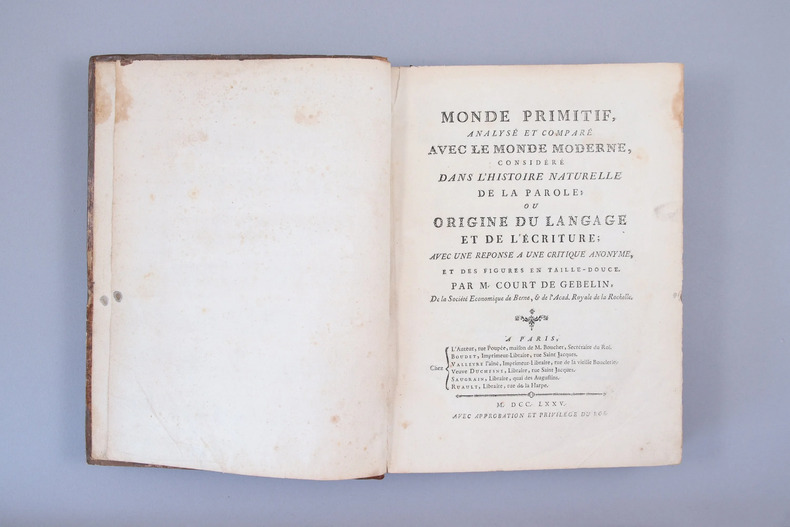 MONDE PRIMITIF,
ANALYSÉ ET COMPARÉ
AVEC LE MONDE MODERNE,
CONSIDÉRÉ
DANS L'HISTOIRE NATURELLE
DE LA PAROLE;
OU
ORIGINE DU LANGAGE
ET DE L'ÉCRITURE;
AVEC UNE REPONSE A UNE CRITIQUE ANONYME,
ET DES FIGURES EN TAILLE-DOUCE.
PAR M. COURT DE GEBELIN,
De la Société Economique de Berne, & de l'Acad. Royale de la Rochelle.
A PARIS,
Chez
L'Auteur, rue Poupée, maison de M. Boucher, Secrétaire du Roi.
BOUDET, Imprimeur-Libraire, rue Saint Jacques.
VALLEYRE l'aîné, Imprimeur-Libraire, rue de la vieille Bouclerie.
Veuve DUCHESNE, Libraire, rue Saint Jacques.
SAUGRAIN, Libraire, quai des Augustins.
RUAULT, Libraire, rue de la Harpe.
M. DCC. LXXV.
AVEC APPROBATION ET PRIVILEGE DU ROI.